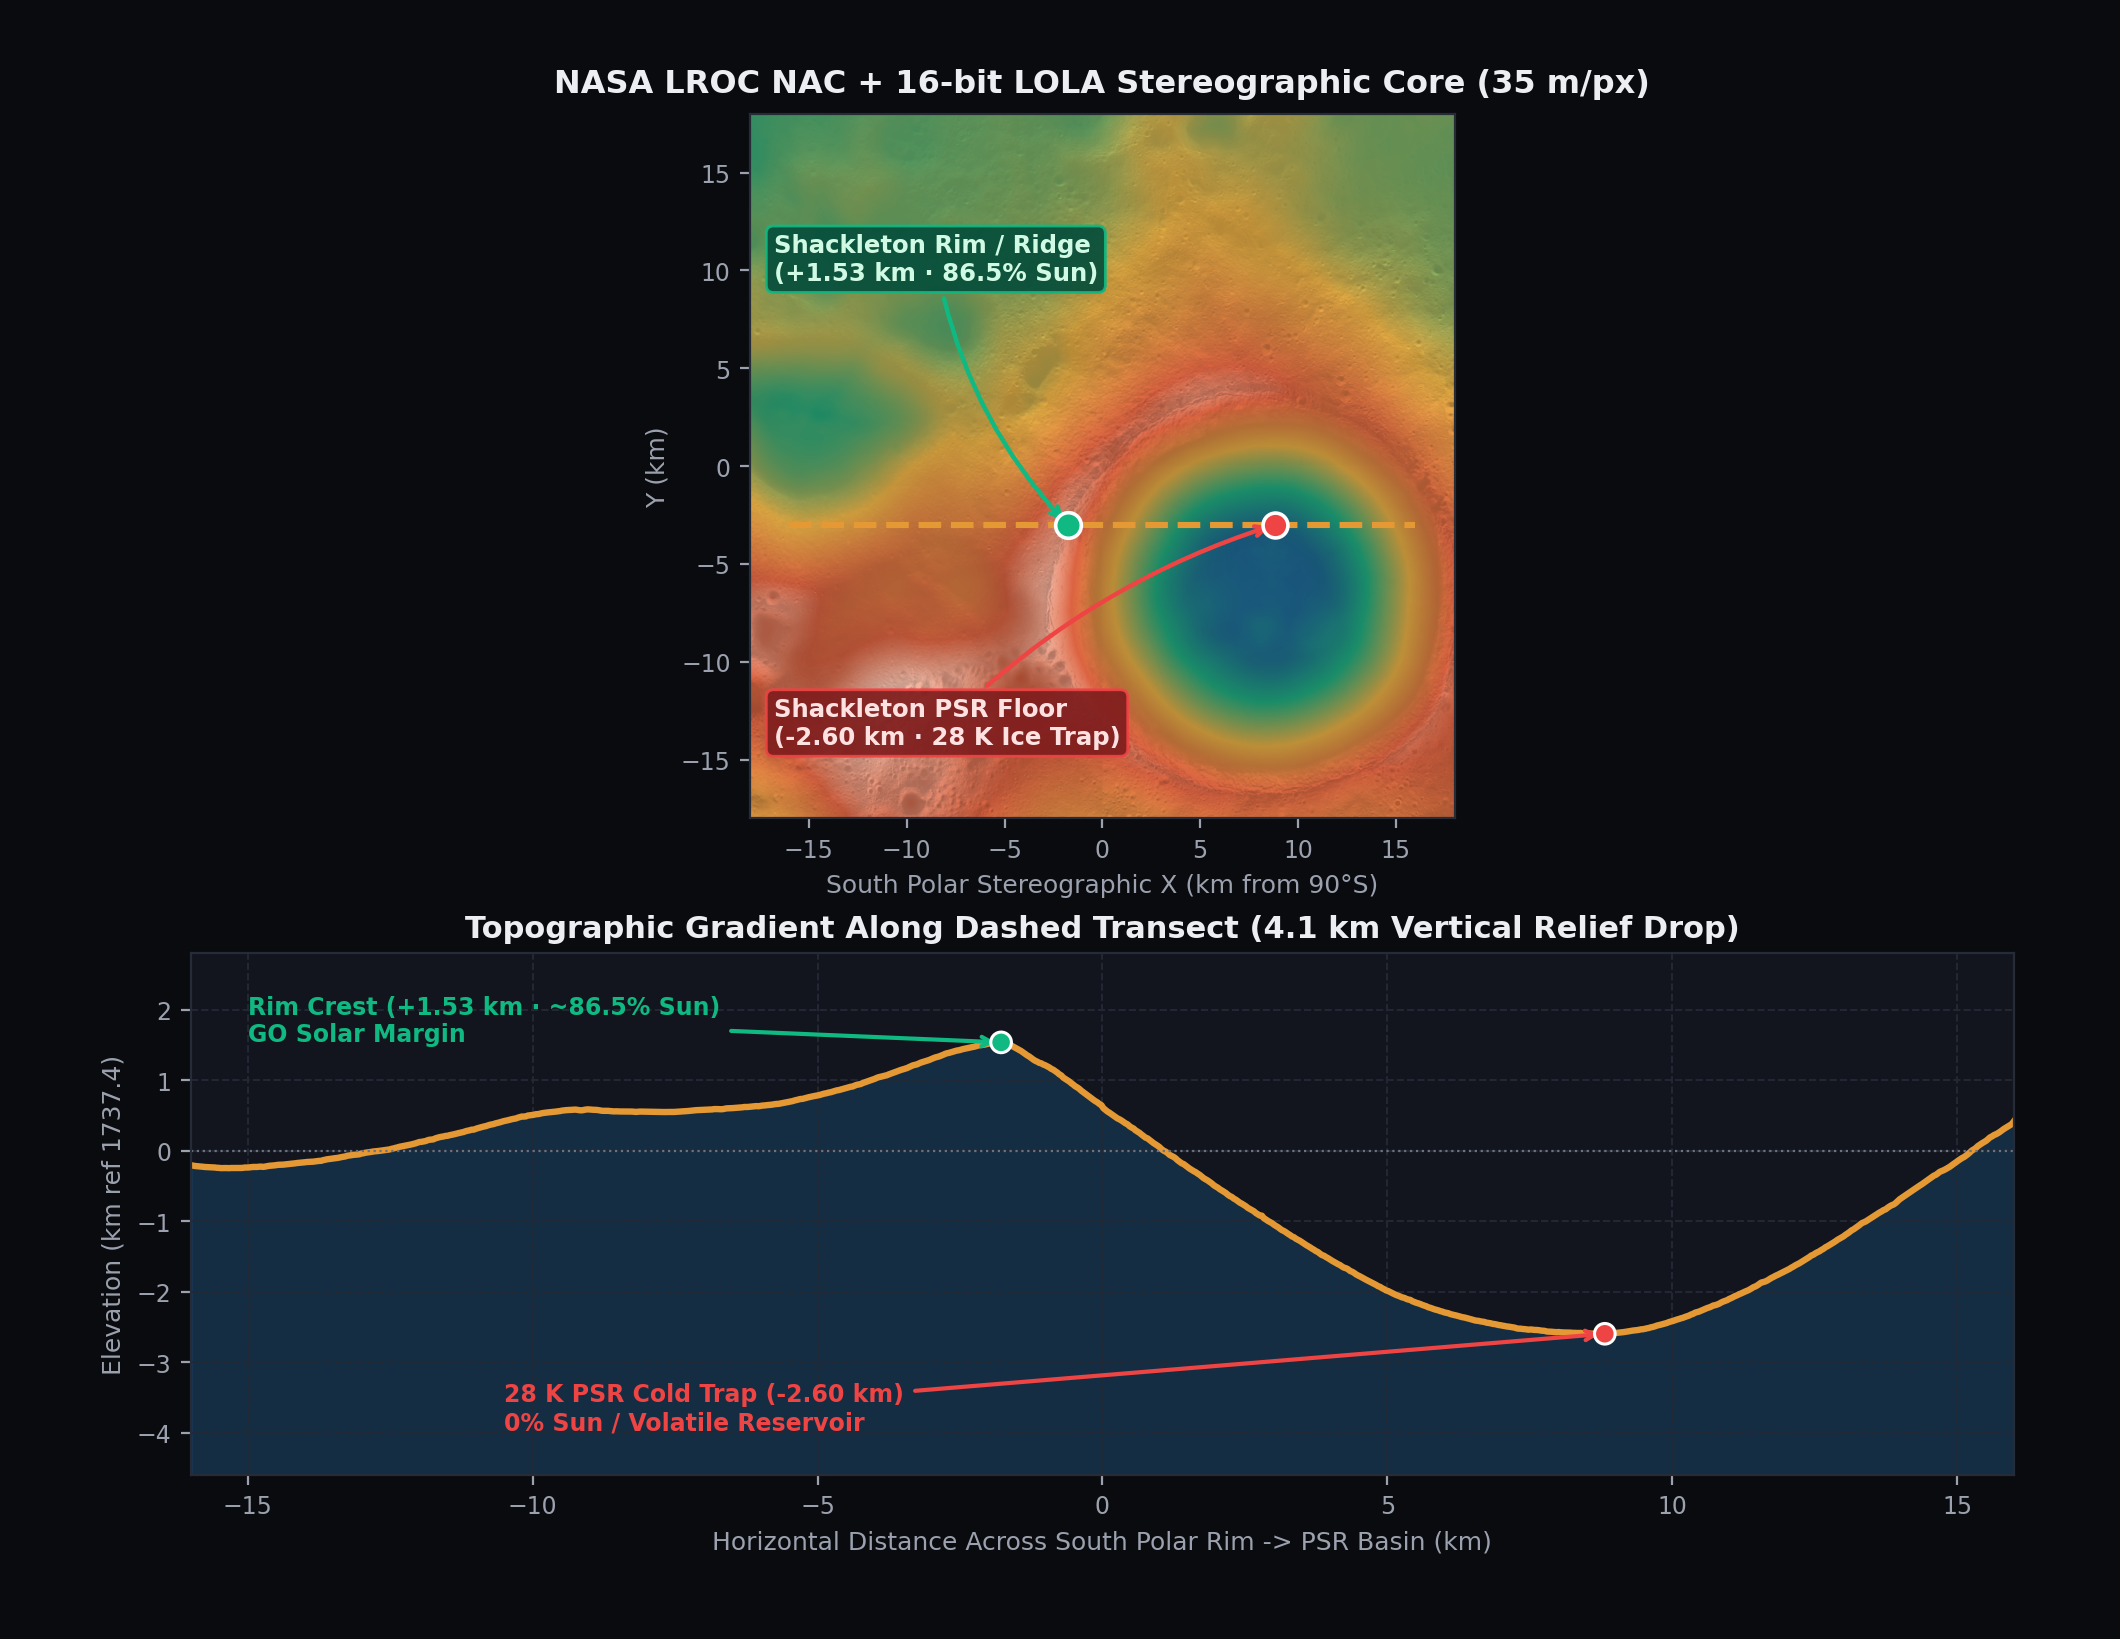 NASA LROC NAC + 16-bit LOLA Stereographic Core (35 m/px)
15
10
5
0
−5
−10
−15
Y (km)
Shackleton Rim / Ridge
(+1.53 km · 86.5% Sun)
Shackleton PSR Floor
(-2.60 km · 28 K Ice Trap)
−15
−10
−5
0
5
10
15
South Polar Stereographic X (km from 90°S)
Topographic Gradient Along Dashed Transect (4.1 km Vertical Relief Drop)
2
1
0
−1
−2
−3
−4
Elevation (km ref 1737.4)
Rim Crest (+1.53 km · ~86.5% Sun)
GO Solar Margin
28 K PSR Cold Trap (-2.60 km)
0% Sun / Volatile Reservoir
−15
−10
−5
0
5
10
15
Horizontal Distance Across South Polar Rim -> PSR Basin (km)